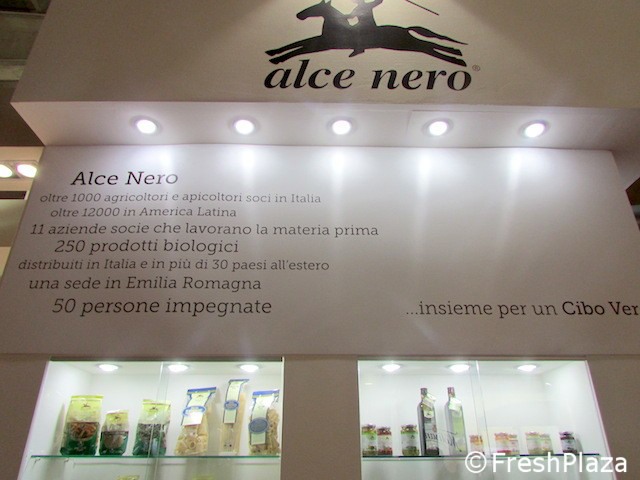 alce nero®
Alce Nero
oltre 1000 agricoltori e apicoltori soci in Italia
oltre 12000 in America Latina
11 aziende socie che lavorano la materia prima
250 prodotti biologici
distribuiti in Italia e in più di 30 paesi all'estero
una sede in Emilia Romagna
50 persone impegnate
...insieme per un Cibo Ver
©FreshPlaza